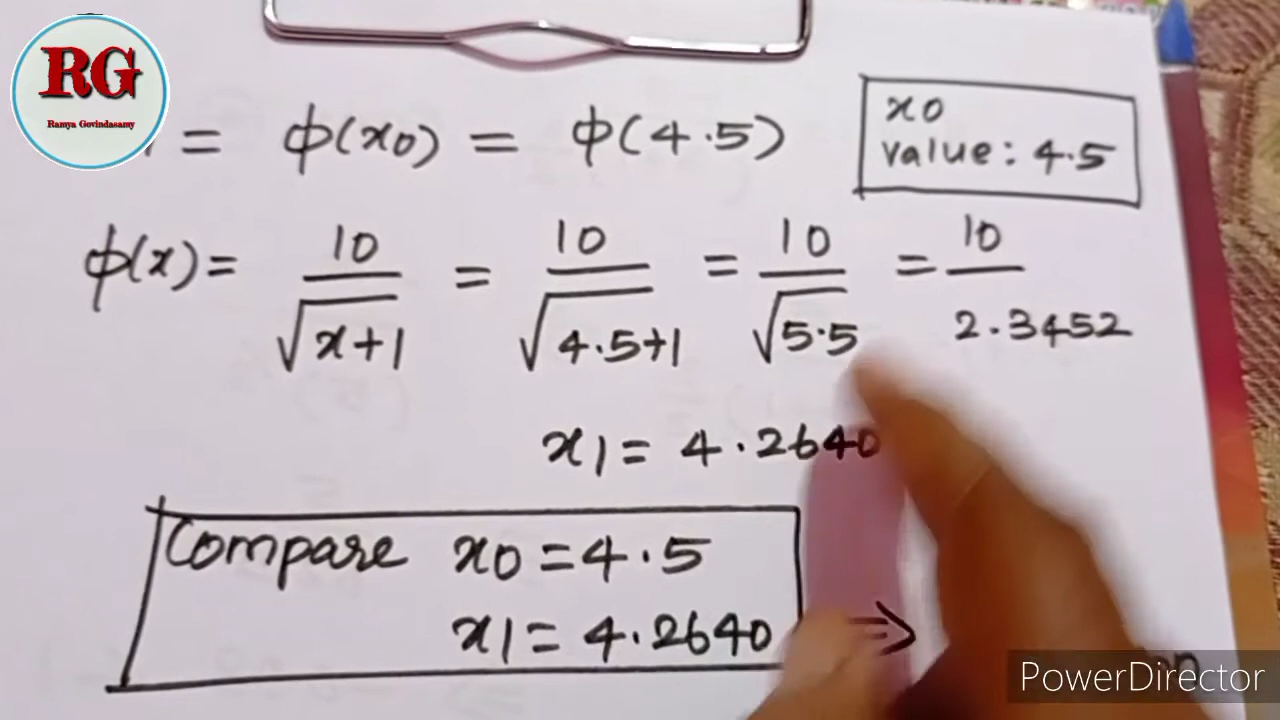 RG
Ramya Govindasamy
= φ(x0) = φ(4.5)
x0
value: 4.5
φ(x) = 10/√(x+1) = 10/√(4.5+1) = 10/√5.5 = 10/2.3452
x1 = 4.2640
Compare x0 = 4.5
x1 = 4.2640 ⇒
PowerDirector